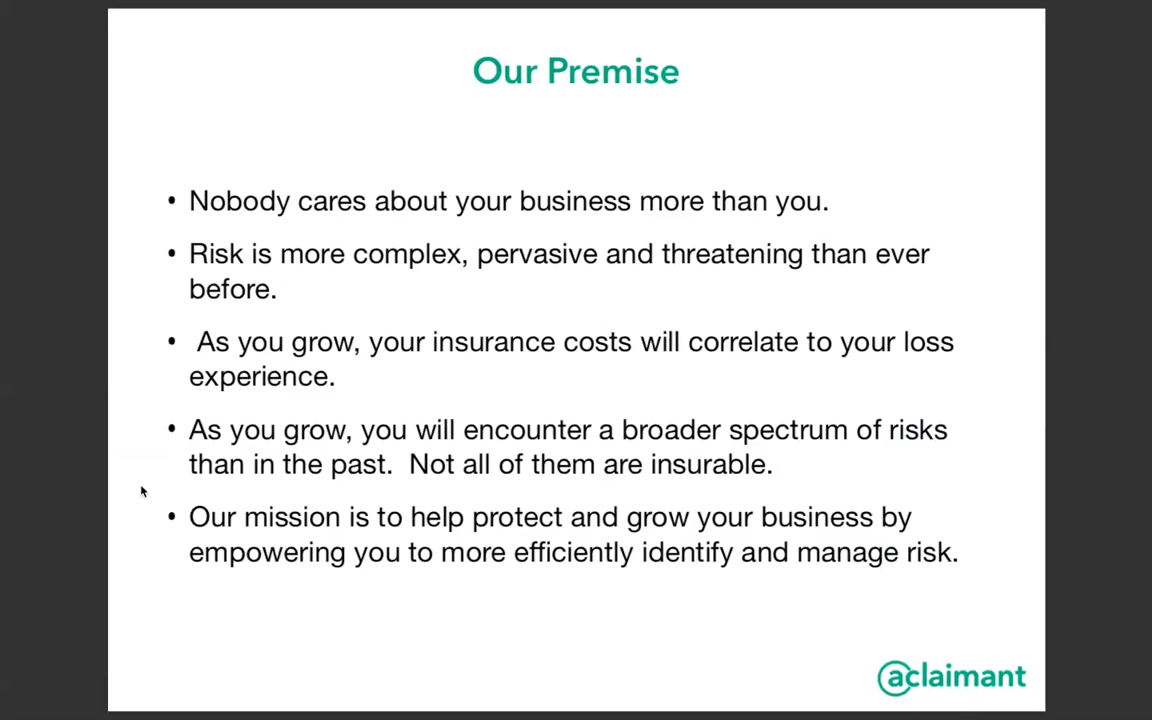 Our Premise
• Nobody cares about your business more than you.
• Risk is more complex, pervasive and threatening than ever
before.
• As you grow, your insurance costs will correlate to your loss
experience.
• As you grow, you will encounter a broader spectrum of risks
than in the past.  Not all of them are insurable.
• Our mission is to help protect and grow your business by
empowering you to more efficiently identify and manage risk.
aclaimant